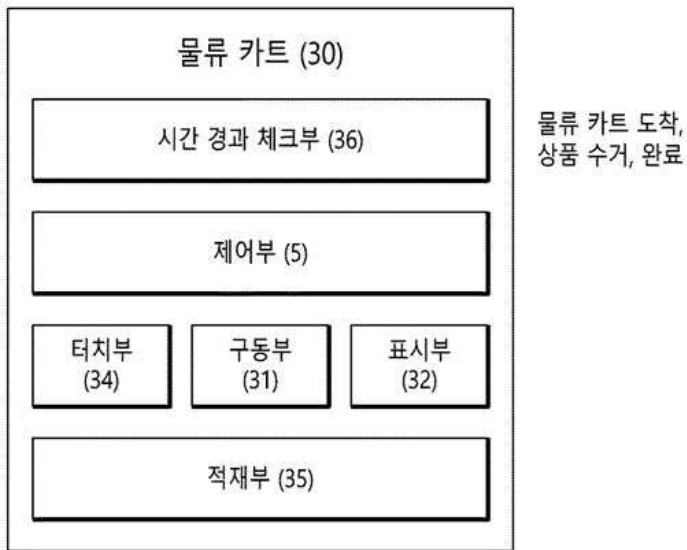 물류 카트 (30)
시간 경과 체크부 (36)
물류 카트 도착,
상품 수거, 완료
제어부 (5)
터치부
(34)
구동부
(31)
표시부
(32)
적재부 (35)